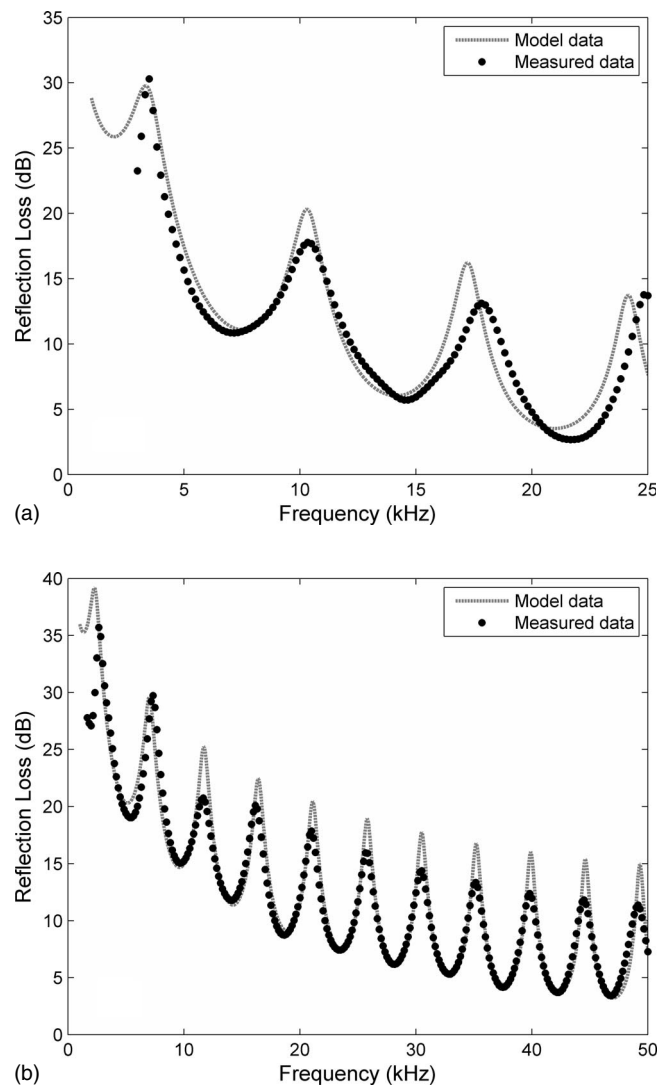 35
30
25
20
15
10
5
0
Reflection Loss (dB)
Model data
Measured data
0 5 10 15 20 25
(a) Frequency (kHz)
40
35
30
25
20
15
10
5
0
Reflection Loss (dB)
Model data
Measured data
0 10 20 30 40 50
(b) Frequency (kHz)